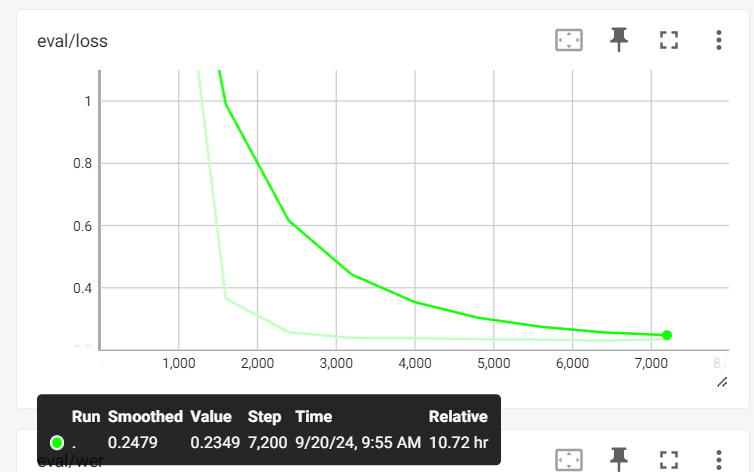 eval/loss
1
0.8
0.6
0.4
0.2
1,000 2,000 3,000 4,000 5,000 6,000 7,000
Run Smoothed Value Step Time Relative
. 0.2479 0.2349 7,200 9/20/24, 9:55 AM 10.72 hr
eval/wer